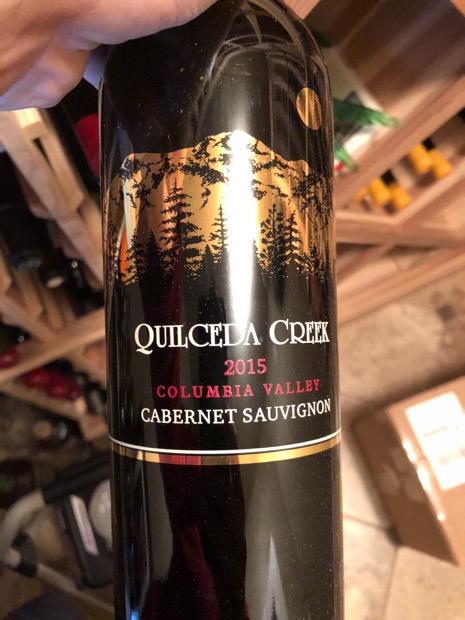 QUILCEDA CREEK
2015
COLUMBIA VALLEY
CABERNET SAUVIGNON